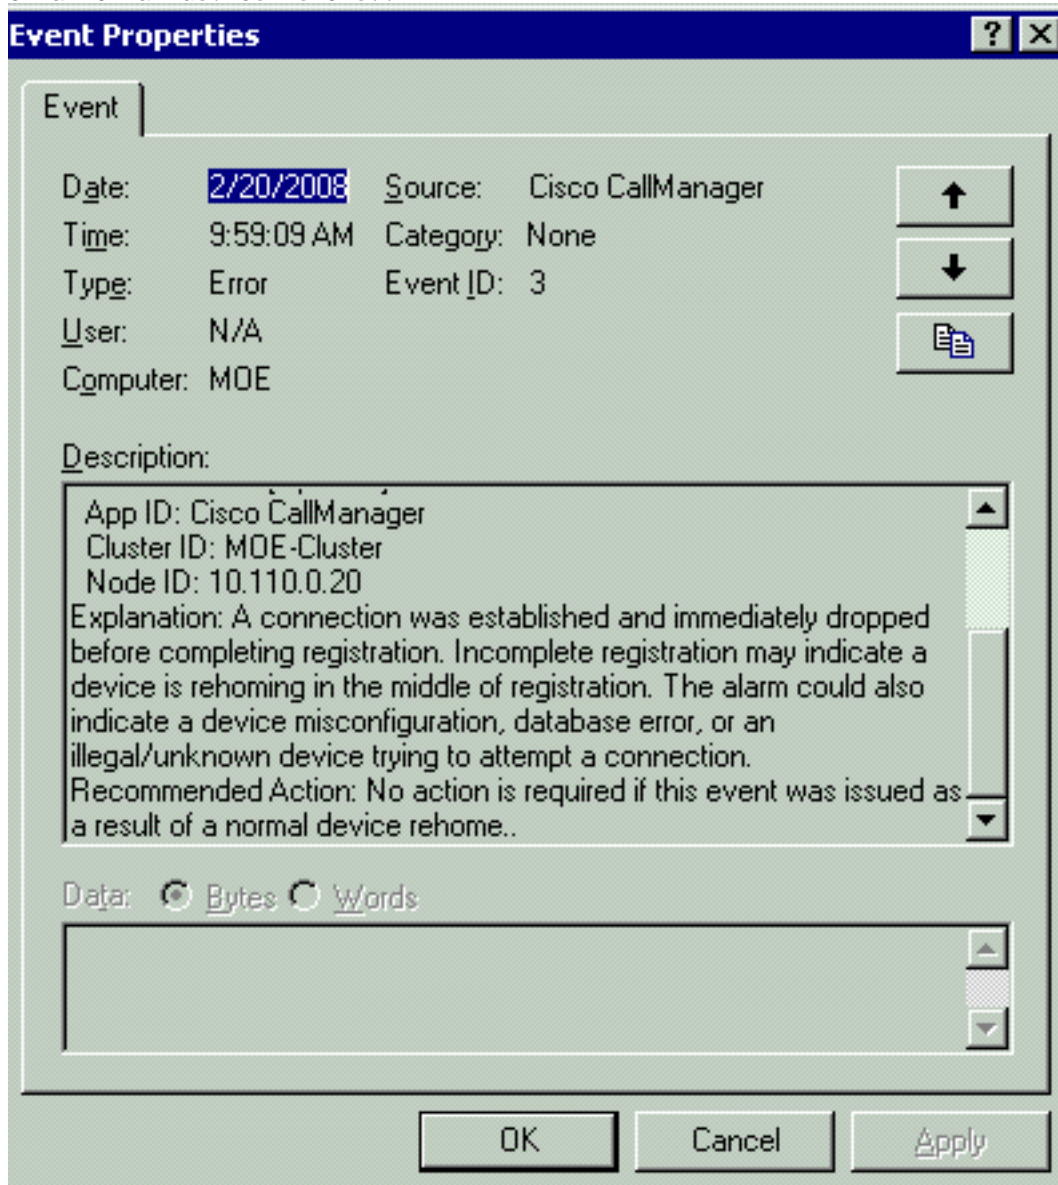 Event Properties
Event
Date: 2/20/2008 Source: Cisco CallManager
Time: 9:59:09 AM Category: None
Type: Error Event ID: 3
User: N/A
Computer: MOE
Description:
App ID: Cisco CallManager
Cluster ID: MOE-Cluster
Node ID: 10.110.0.20
Explanation: A connection was established and immediately dropped
before completing registration. Incomplete registration may indicate a
device is rehoming in the middle of registration. The alarm could also
indicate a device misconfiguration, database error, or an
illegal/unknown device trying to attempt a connection.
Recommended Action: No action is required if this event was issued as
a result of a normal device rehome..
Data: Bytes Words
OK Cancel Apply